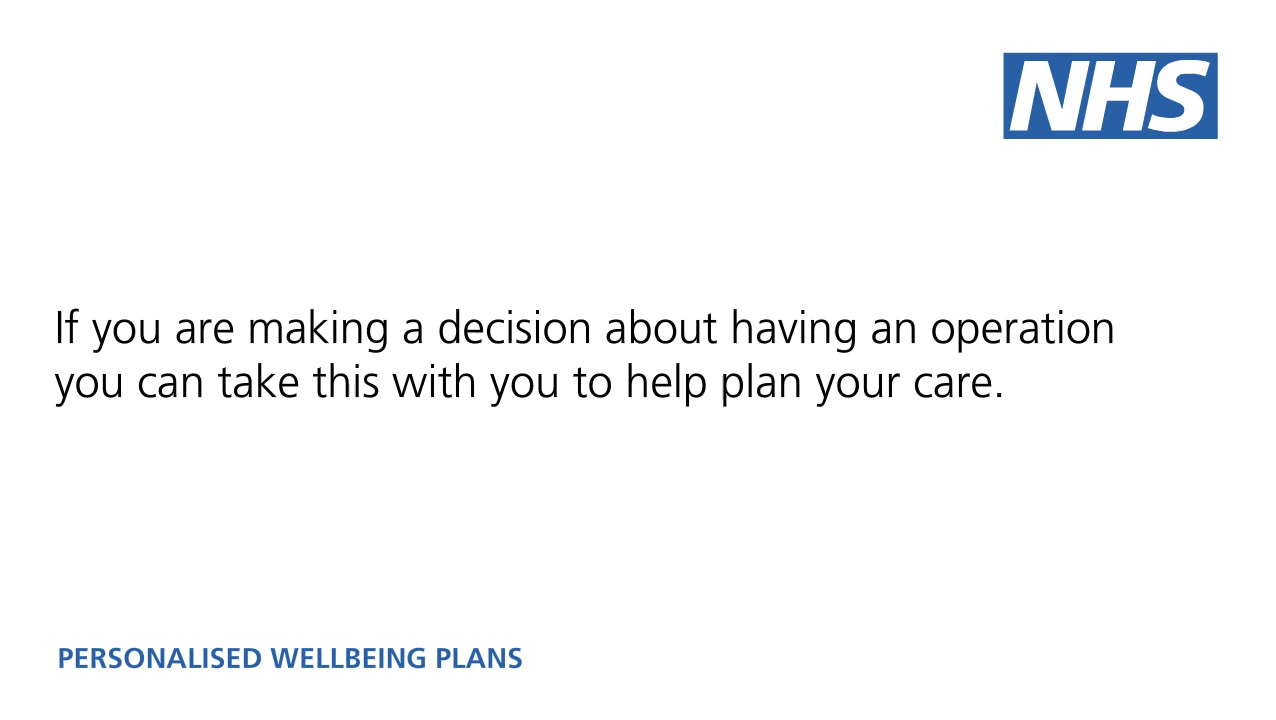 NHS
If you are making a decision about having an operation
you can take this with you to help plan your care.
PERSONALISED WELLBEING PLANS